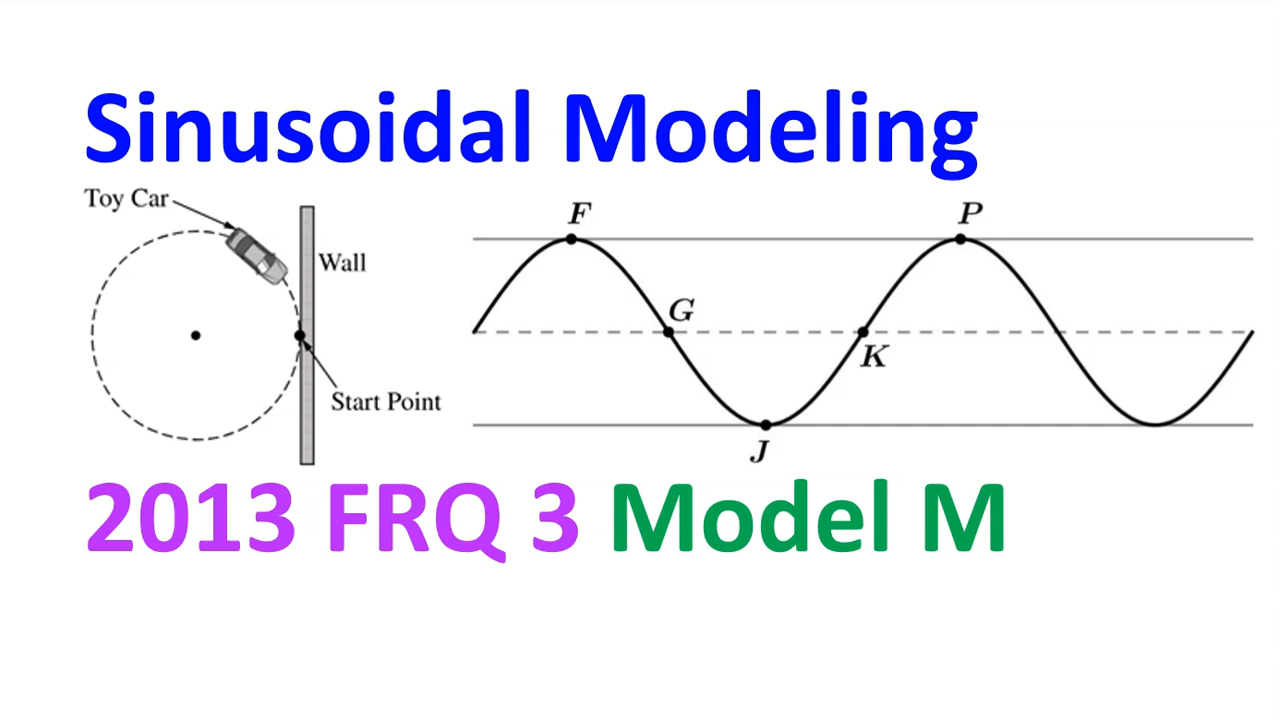 Sinusoidal Modeling
Toy Car
Wall
Start Point
F
P
G
K
J
2013 FRQ 3 Model M